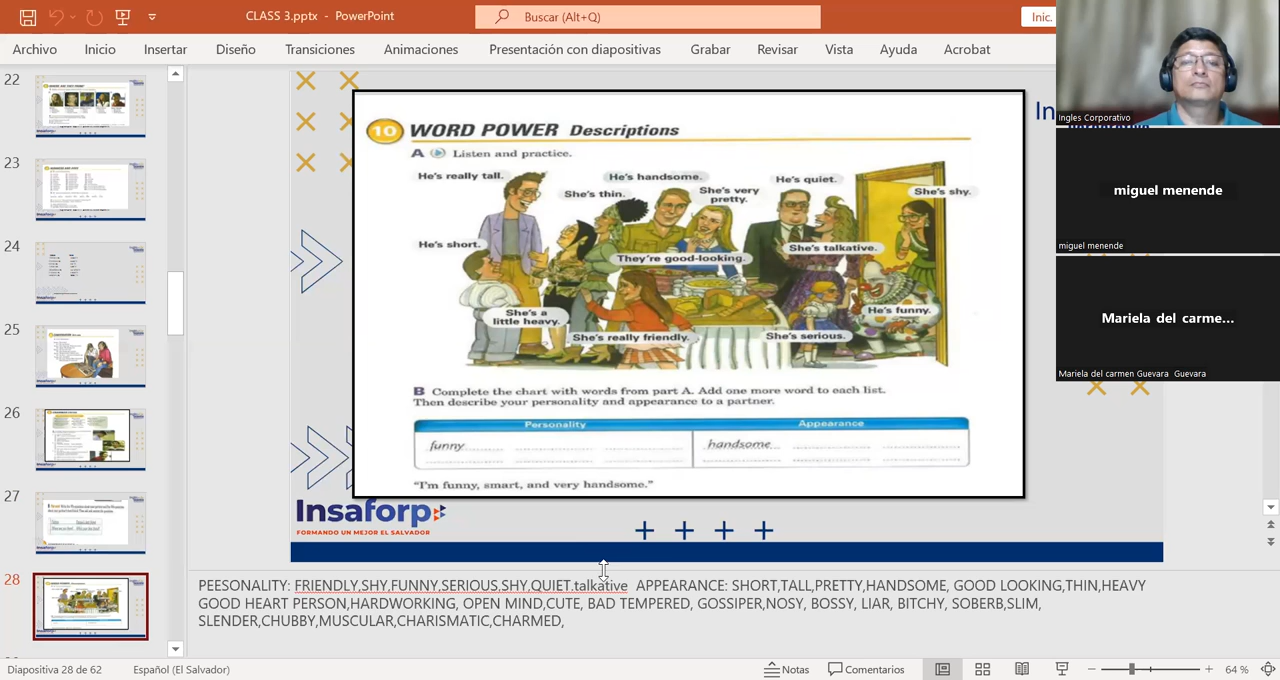 CLASS 3.pptx - PowerPoint
Buscar (Alt+Q)
Inic.
Archivo Inicio Insertar Diseño Transiciones Animaciones Presentación con diapositivas Grabar Revisar Vista Ayuda Acrobat
Ingles Corporativo
miguel menende
miguel menende
Mariela del carme...
Mariela del carmen Guevara Guevara
22
23
24
25
26
27
28
In
10 WORD POWER Descriptions
A Listen and practice.
He's really tall.
She's thin.
He's handsome.
She's very
pretty.
He's quiet.
She's shy.
He's short.
They're good-looking.
She's talkative.
She's a
little heavy.
She's really friendly.
She's serious.
He's funny.
B Complete the chart with words from part A. Add one more word to each list.
Then describe your personality and appearance to a partner.
Personality Appearance
funny handsome
"I'm funny, smart, and very handsome."
Insaforp
FORMANDO UN MEJOR EL SALVADOR
PEESONALITY: FRIENDLY,SHY,FUNNY,SERIOUS,SHY,QUIET.talkative APPEARANCE: SHORT,TALL,PRETTY,HANDSOME, GOOD LOOKING,THIN,HEAVY
GOOD HEART PERSON,HARDWORKING, OPEN MIND,CUTE, BAD TEMPERED, GOSSIPER,NOSY, BOSSY, LIAR, BITCHY, SOBERB,SLIM,
SLENDER,CHUBBY,MUSCULAR,CHARISMATIC,CHARMED,
Diapositiva 28 de 62 Español (El Salvador) Notas Comentarios 64 %